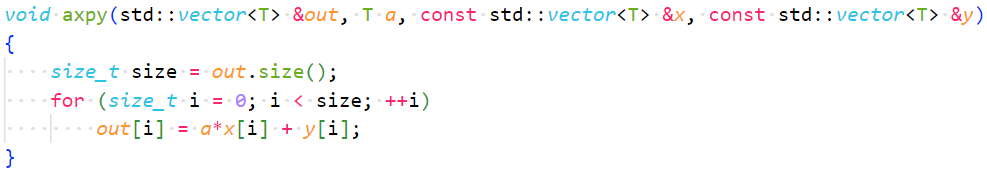 void axpy(std::vector<T> &out, T a, const std::vector<T> &x, const std::vector<T> &y)
{
    size_t size = out.size();
    for (size_t i = 0; i < size; ++i)
        out[i] = a*x[i] + y[i];
}